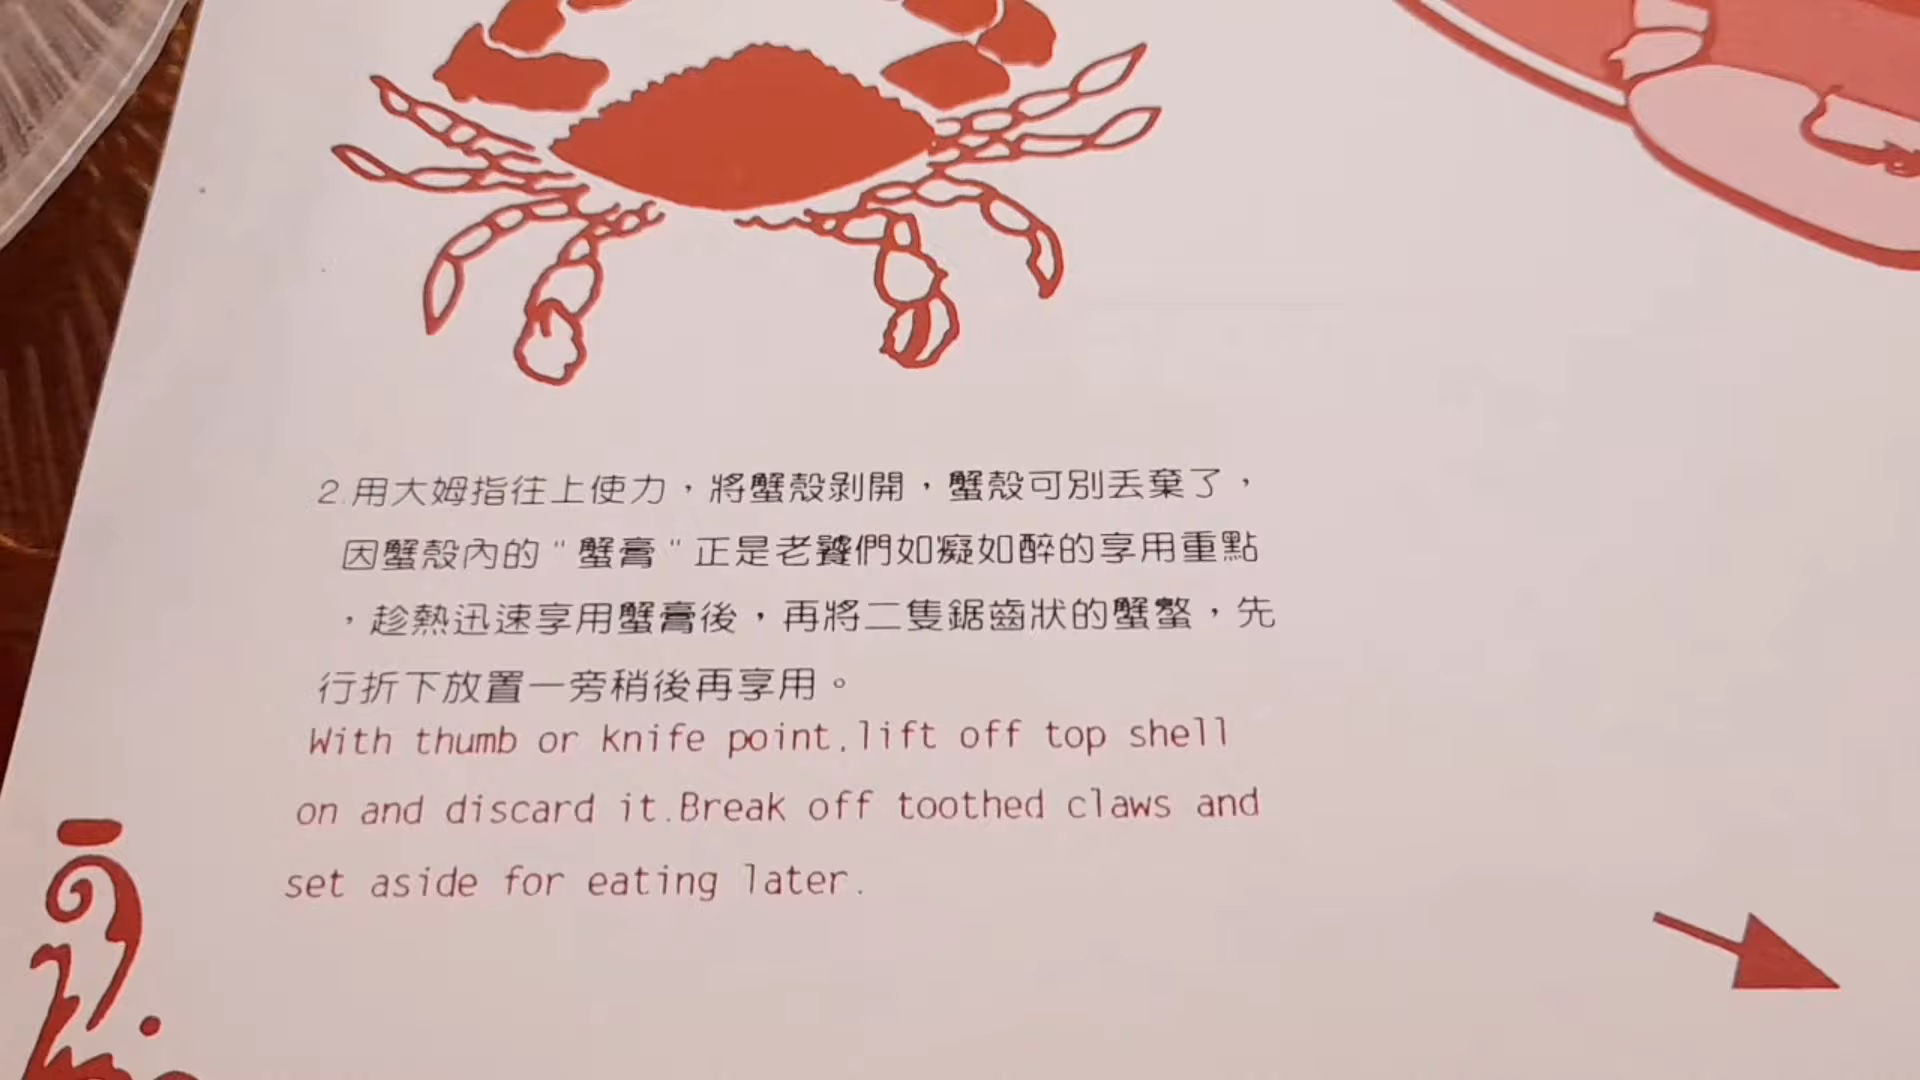 2.用大姆指往上使力，將蟹殼剝開，蟹殼可別丟棄了，
因蟹殼內的"蟹膏"正是老饕們如癡如醉的享用重點
，趁熱迅速享用蟹膏後，再將二隻鋸齒狀的蟹螯，先
行折下放置一旁稍後再享用。
With thumb or knife point,lift off top shell
on and discard it.Break off toothed claws and
set aside for eating later.